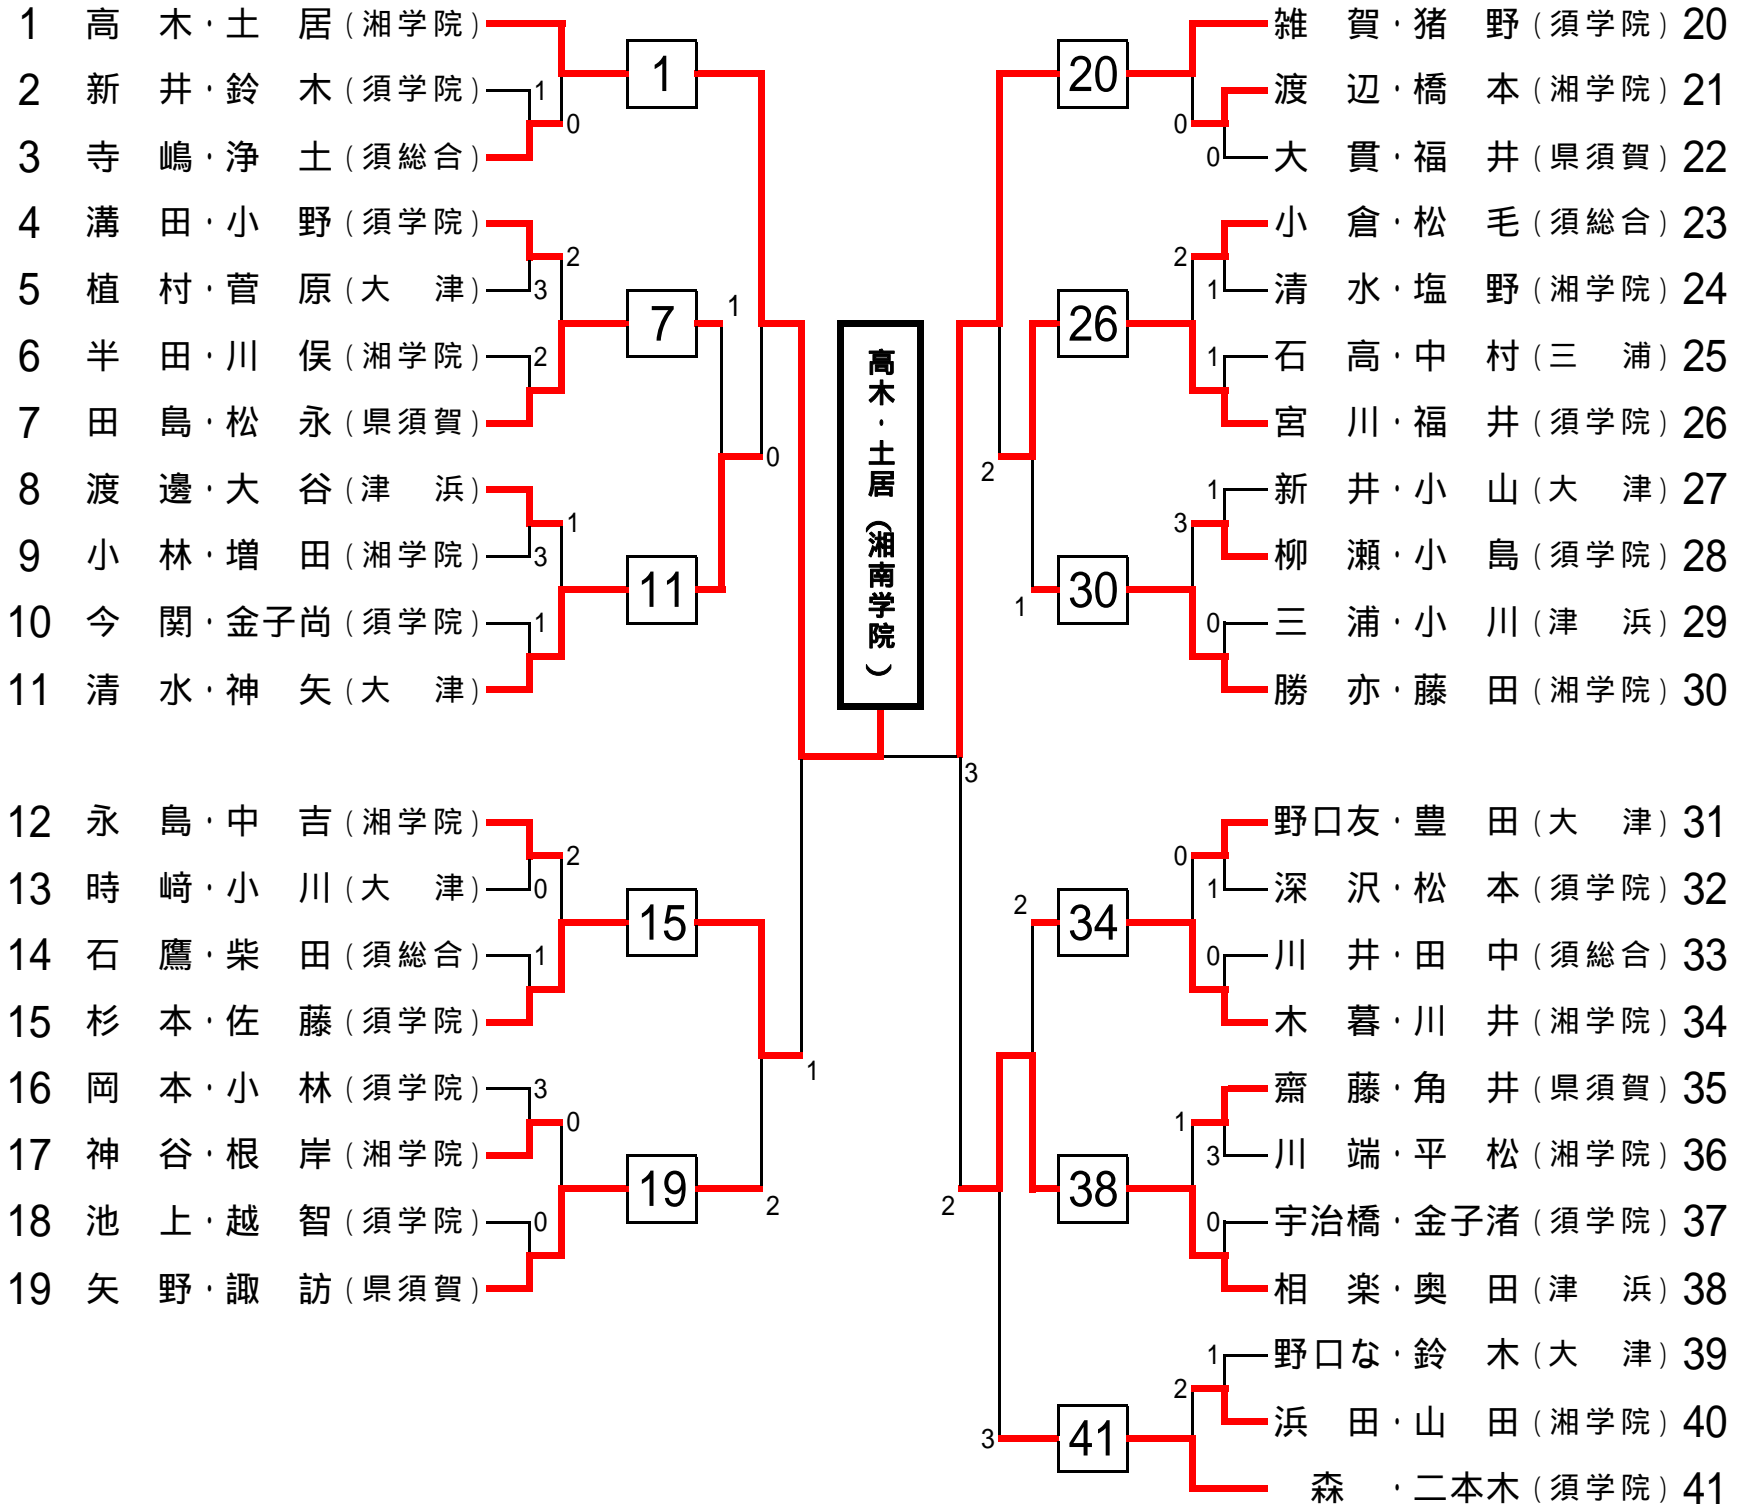 1 高 木・土 居 (湘学院)
2 新 井・鈴 木 (須学院)
3 寺 嶋・浄 土 (須総合)
4 溝 田・小 野 (須学院)
5 植 村・菅 原 (大 津)
6 半 田・川 俣 (湘学院)
7 田 島・松 永 (県須賀)
8 渡 邊・大 谷 (津 浜)
9 小 林・増 田 (湘学院)
10 今 関・金子尚 (須学院)
11 清 水・神 矢 (大 津)
12 永 島・中 吉 (湘学院)
13 時 﨑・小 川 (大 津)
14 石 鷹・柴 田 (須総合)
15 杉 本・佐 藤 (須学院)
16 岡 本・小 林 (須学院)
17 神 谷・根 岸 (湘学院)
18 池 上・越 智 (須学院)
19 矢 野・諏 訪 (県須賀)
1
0
2
3
2
1
3
1
2
0
1
3
0
0
1
7
11
15
19
1
0
2
1
高木・土居(湘南学院)
3
2
1
2
2
3
20
26
30
34
38
41
0
0
2
1
1
1
3
0
0
1
0
1
3
0
1
2
雑 賀・猪 野 (須学院) 20
渡 辺・橋 本 (湘学院) 21
大 貫・福 井 (県須賀) 22
小 倉・松 毛 (須総合) 23
清 水・塩 野 (湘学院) 24
石 高・中 村 (三 浦) 25
宮 川・福 井 (須学院) 26
新 井・小 山 (大 津) 27
柳 瀬・小 島 (須学院) 28
三 浦・小 川 (津 浜) 29
勝 亦・藤 田 (湘学院) 30
野口友・豊 田 (大 津) 31
深 沢・松 本 (須学院) 32
川 井・田 中 (須総合) 33
木 暮・川 井 (湘学院) 34
齋 藤・角 井 (県須賀) 35
川 端・平 松 (湘学院) 36
宇治橋・金子渚 (須学院) 37
相 楽・奥 田 (津 浜) 38
野口な・鈴 木 (大 津) 39
浜 田・山 田 (湘学院) 40
森 ・二本木 (須学院) 41